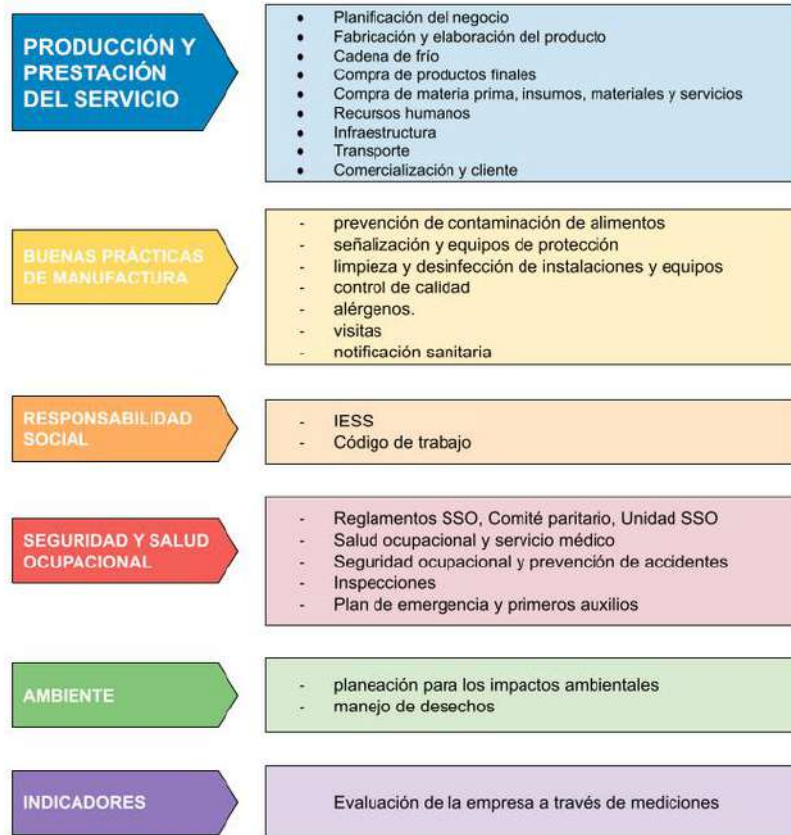 PRODUCCIÓN Y
PRESTACIÓN
DEL SERVICIO
● Planificación del negocio
● Fabricación y elaboración del producto
● Cadena de frío
● Compra de productos finales
● Compra de materia prima, insumos, materiales y servicios
● Recursos humanos
● Infraestructura
● Transporte
● Comercialización y cliente
BUENAS PRÁCTICAS
DE MANUFACTURA
- prevención de contaminación de alimentos
- señalización y equipos de protección
- limpieza y desinfección de instalaciones y equipos
- control de calidad
- alérgenos.
- visitas
- notificación sanitaria
RESPONSABILIDAD
SOCIAL
- IESS
- Código de trabajo
SEGURIDAD Y SALUD
OCUPACIONAL
- Reglamentos SSO, Comité paritario, Unidad SSO
- Salud ocupacional y servicio médico
- Seguridad ocupacional y prevención de accidentes
- Inspecciones
- Plan de emergencia y primeros auxilios
AMBIENTE
- planeación para los impactos ambientales
- manejo de desechos
INDICADORES
Evaluación de la empresa a través de mediciones